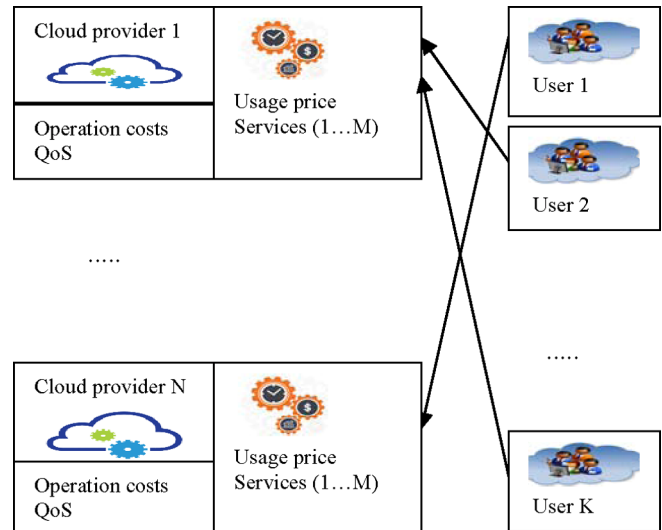 Cloud provider 1
Operation costs
QoS
Usage price
Services (1…M)
User 1
User 2
.....
.....
Cloud provider N
Operation costs
QoS
Usage price
Services (1…M)
User K